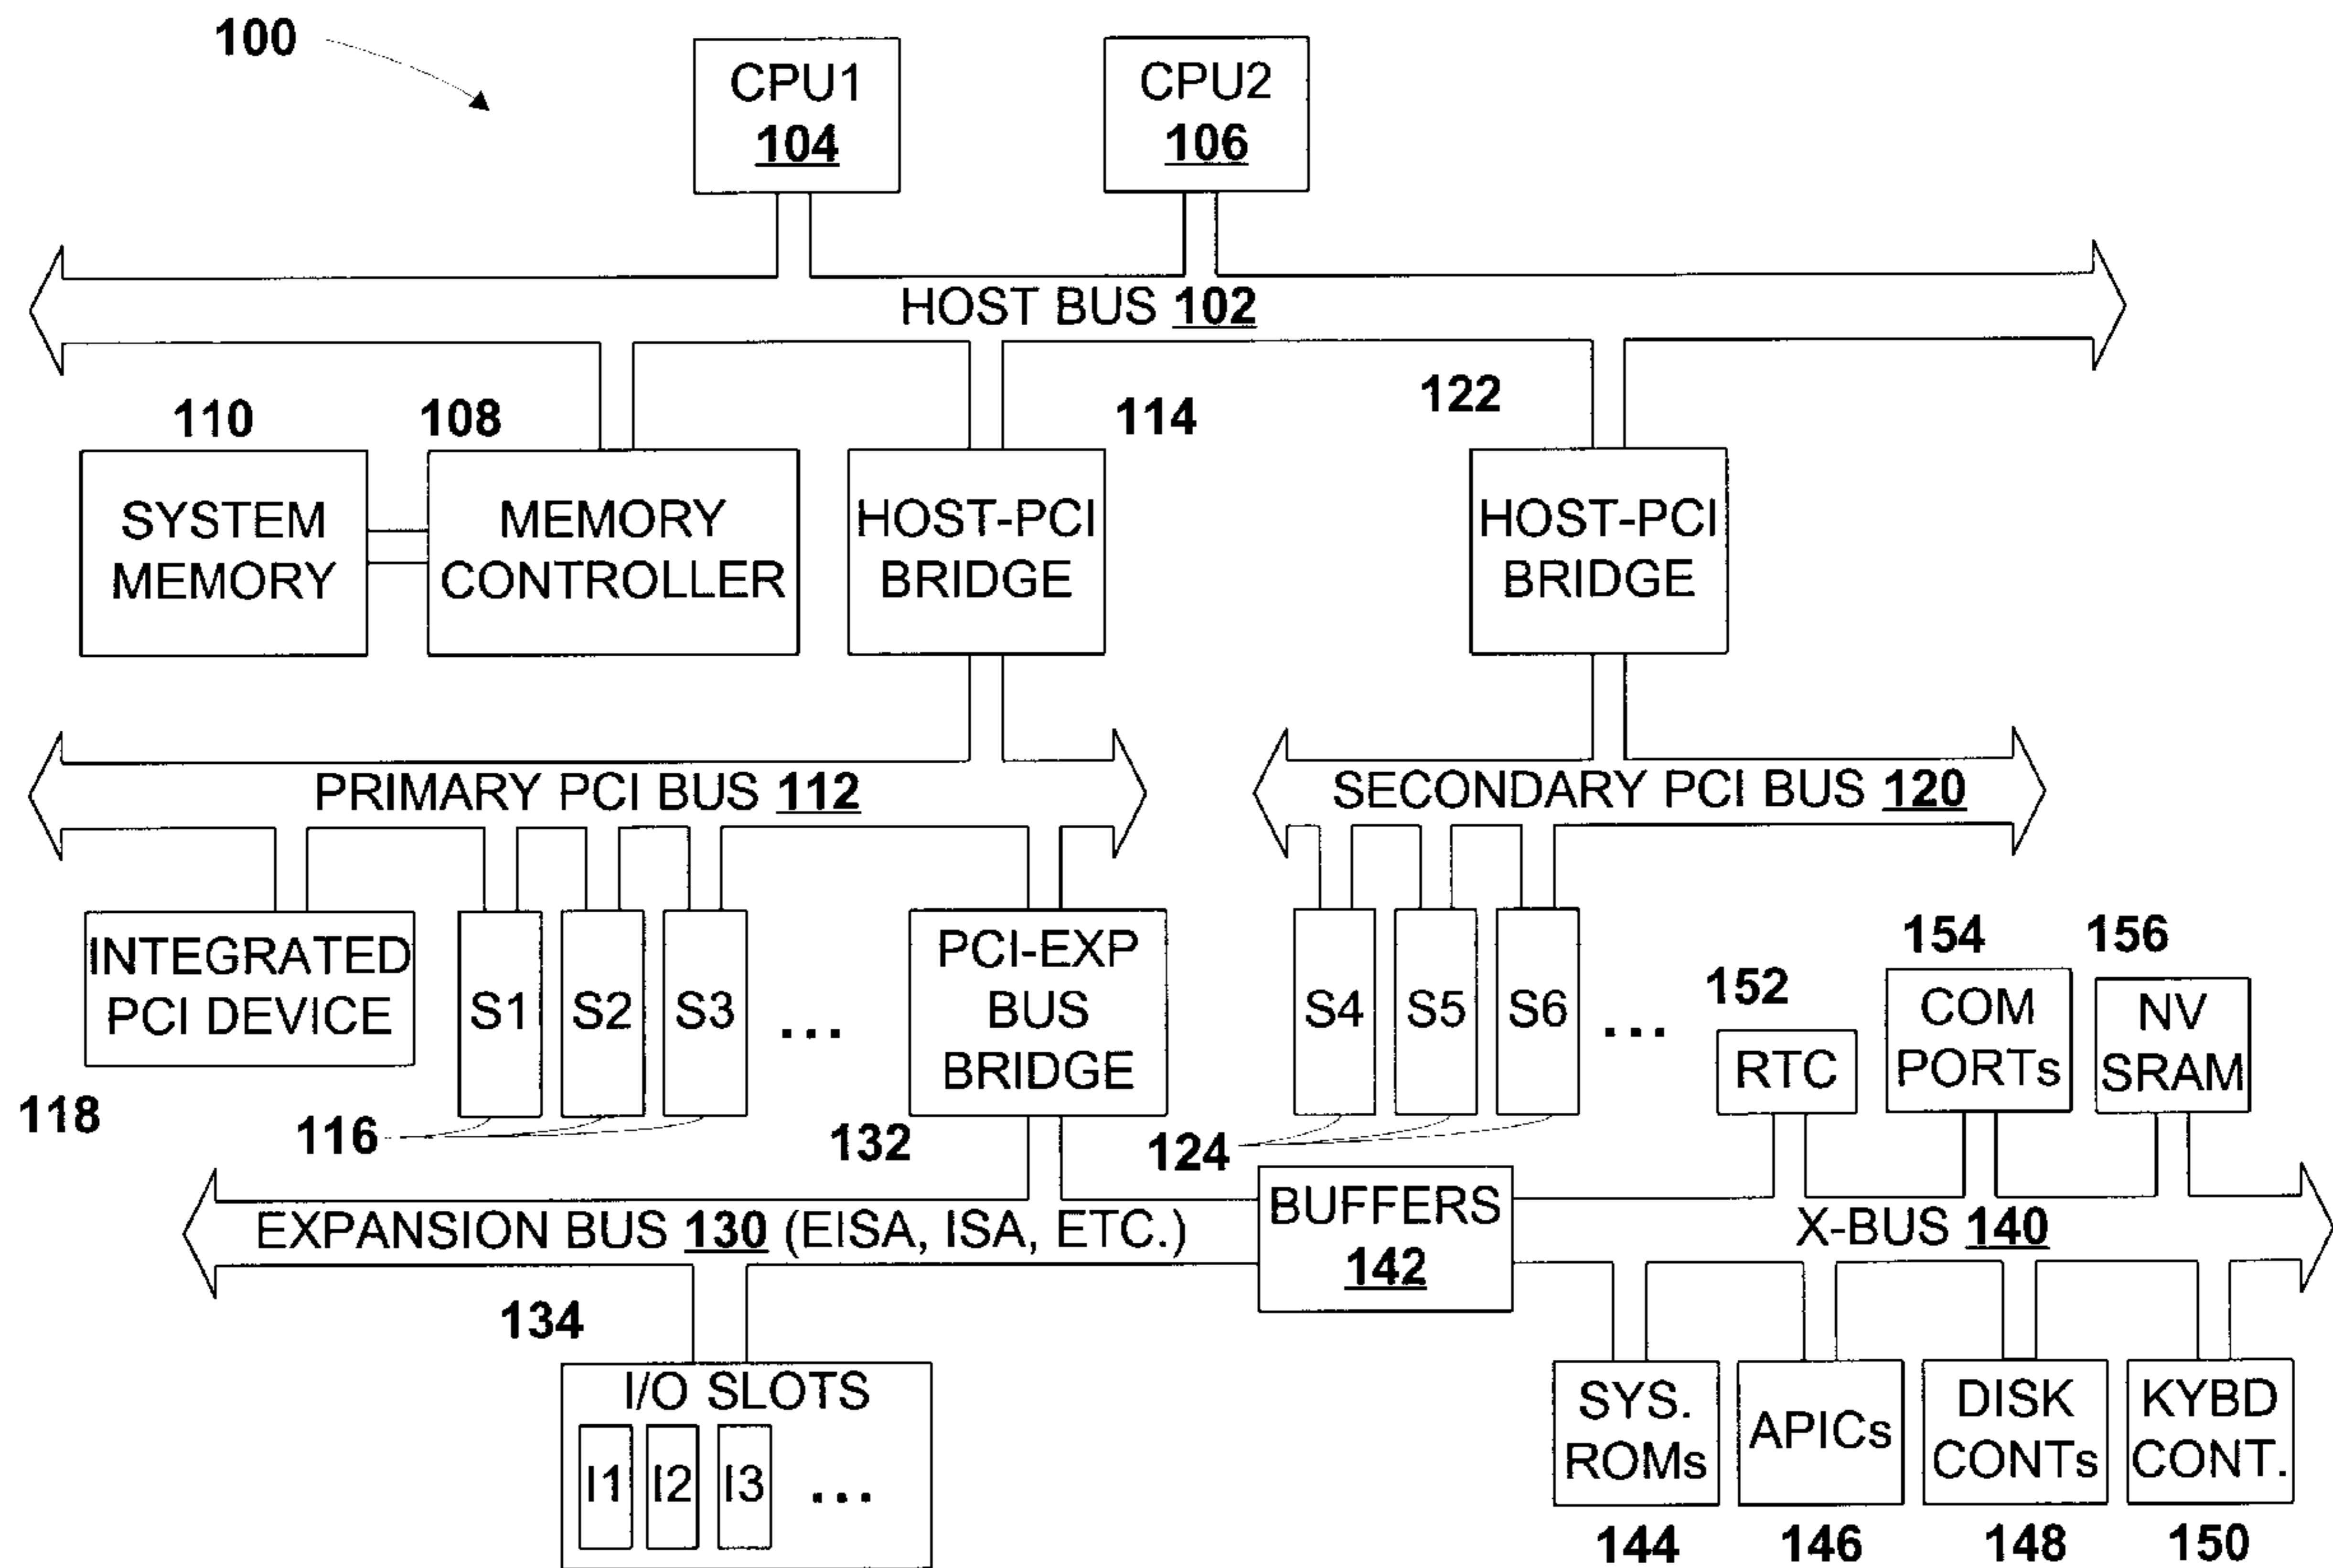 100
CPU1
104
CPU2
106
HOST BUS 102
110
108
114
122
SYSTEM
MEMORY
MEMORY
CONTROLLER
HOST-PCI
BRIDGE
HOST-PCI
BRIDGE
PRIMARY PCI BUS 112
SECONDARY PCI BUS 120
INTEGRATED
PCI DEVICE
118
S1
S2
S3
...
116
PCI-EXP
BUS
BRIDGE
132
S4
S5
S6
...
124
152
RTC
154
COM
PORTs
156
NV
SRAM
EXPANSION BUS 130 (EISA, ISA, ETC.)
BUFFERS
142
X-BUS 140
134
I/O SLOTS
I1
I2
I3
...
SYS.
ROMs
144
APICs
146
DISK
CONTs
148
KYBD
CONT.
150